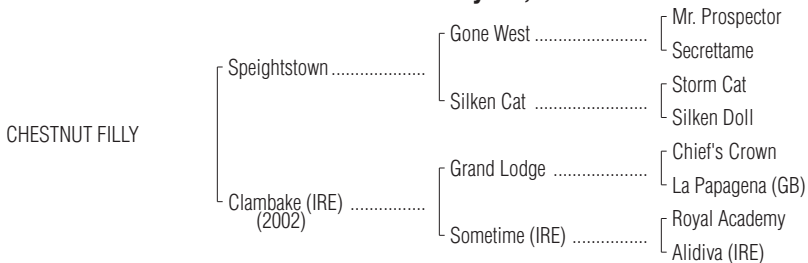 Mr. Prospector
Gone West ....................
Secrettame
Speightstown....................
Storm Cat
Silken Cat ....................
Silken Doll
CHESTNUT FILLY
Chief's Crown
Grand Lodge .................
La Papagena (GB)
Clambake (IRE) ................
(2002)
Royal Academy
Sometime (IRE) ................
Alidiva (IRE)